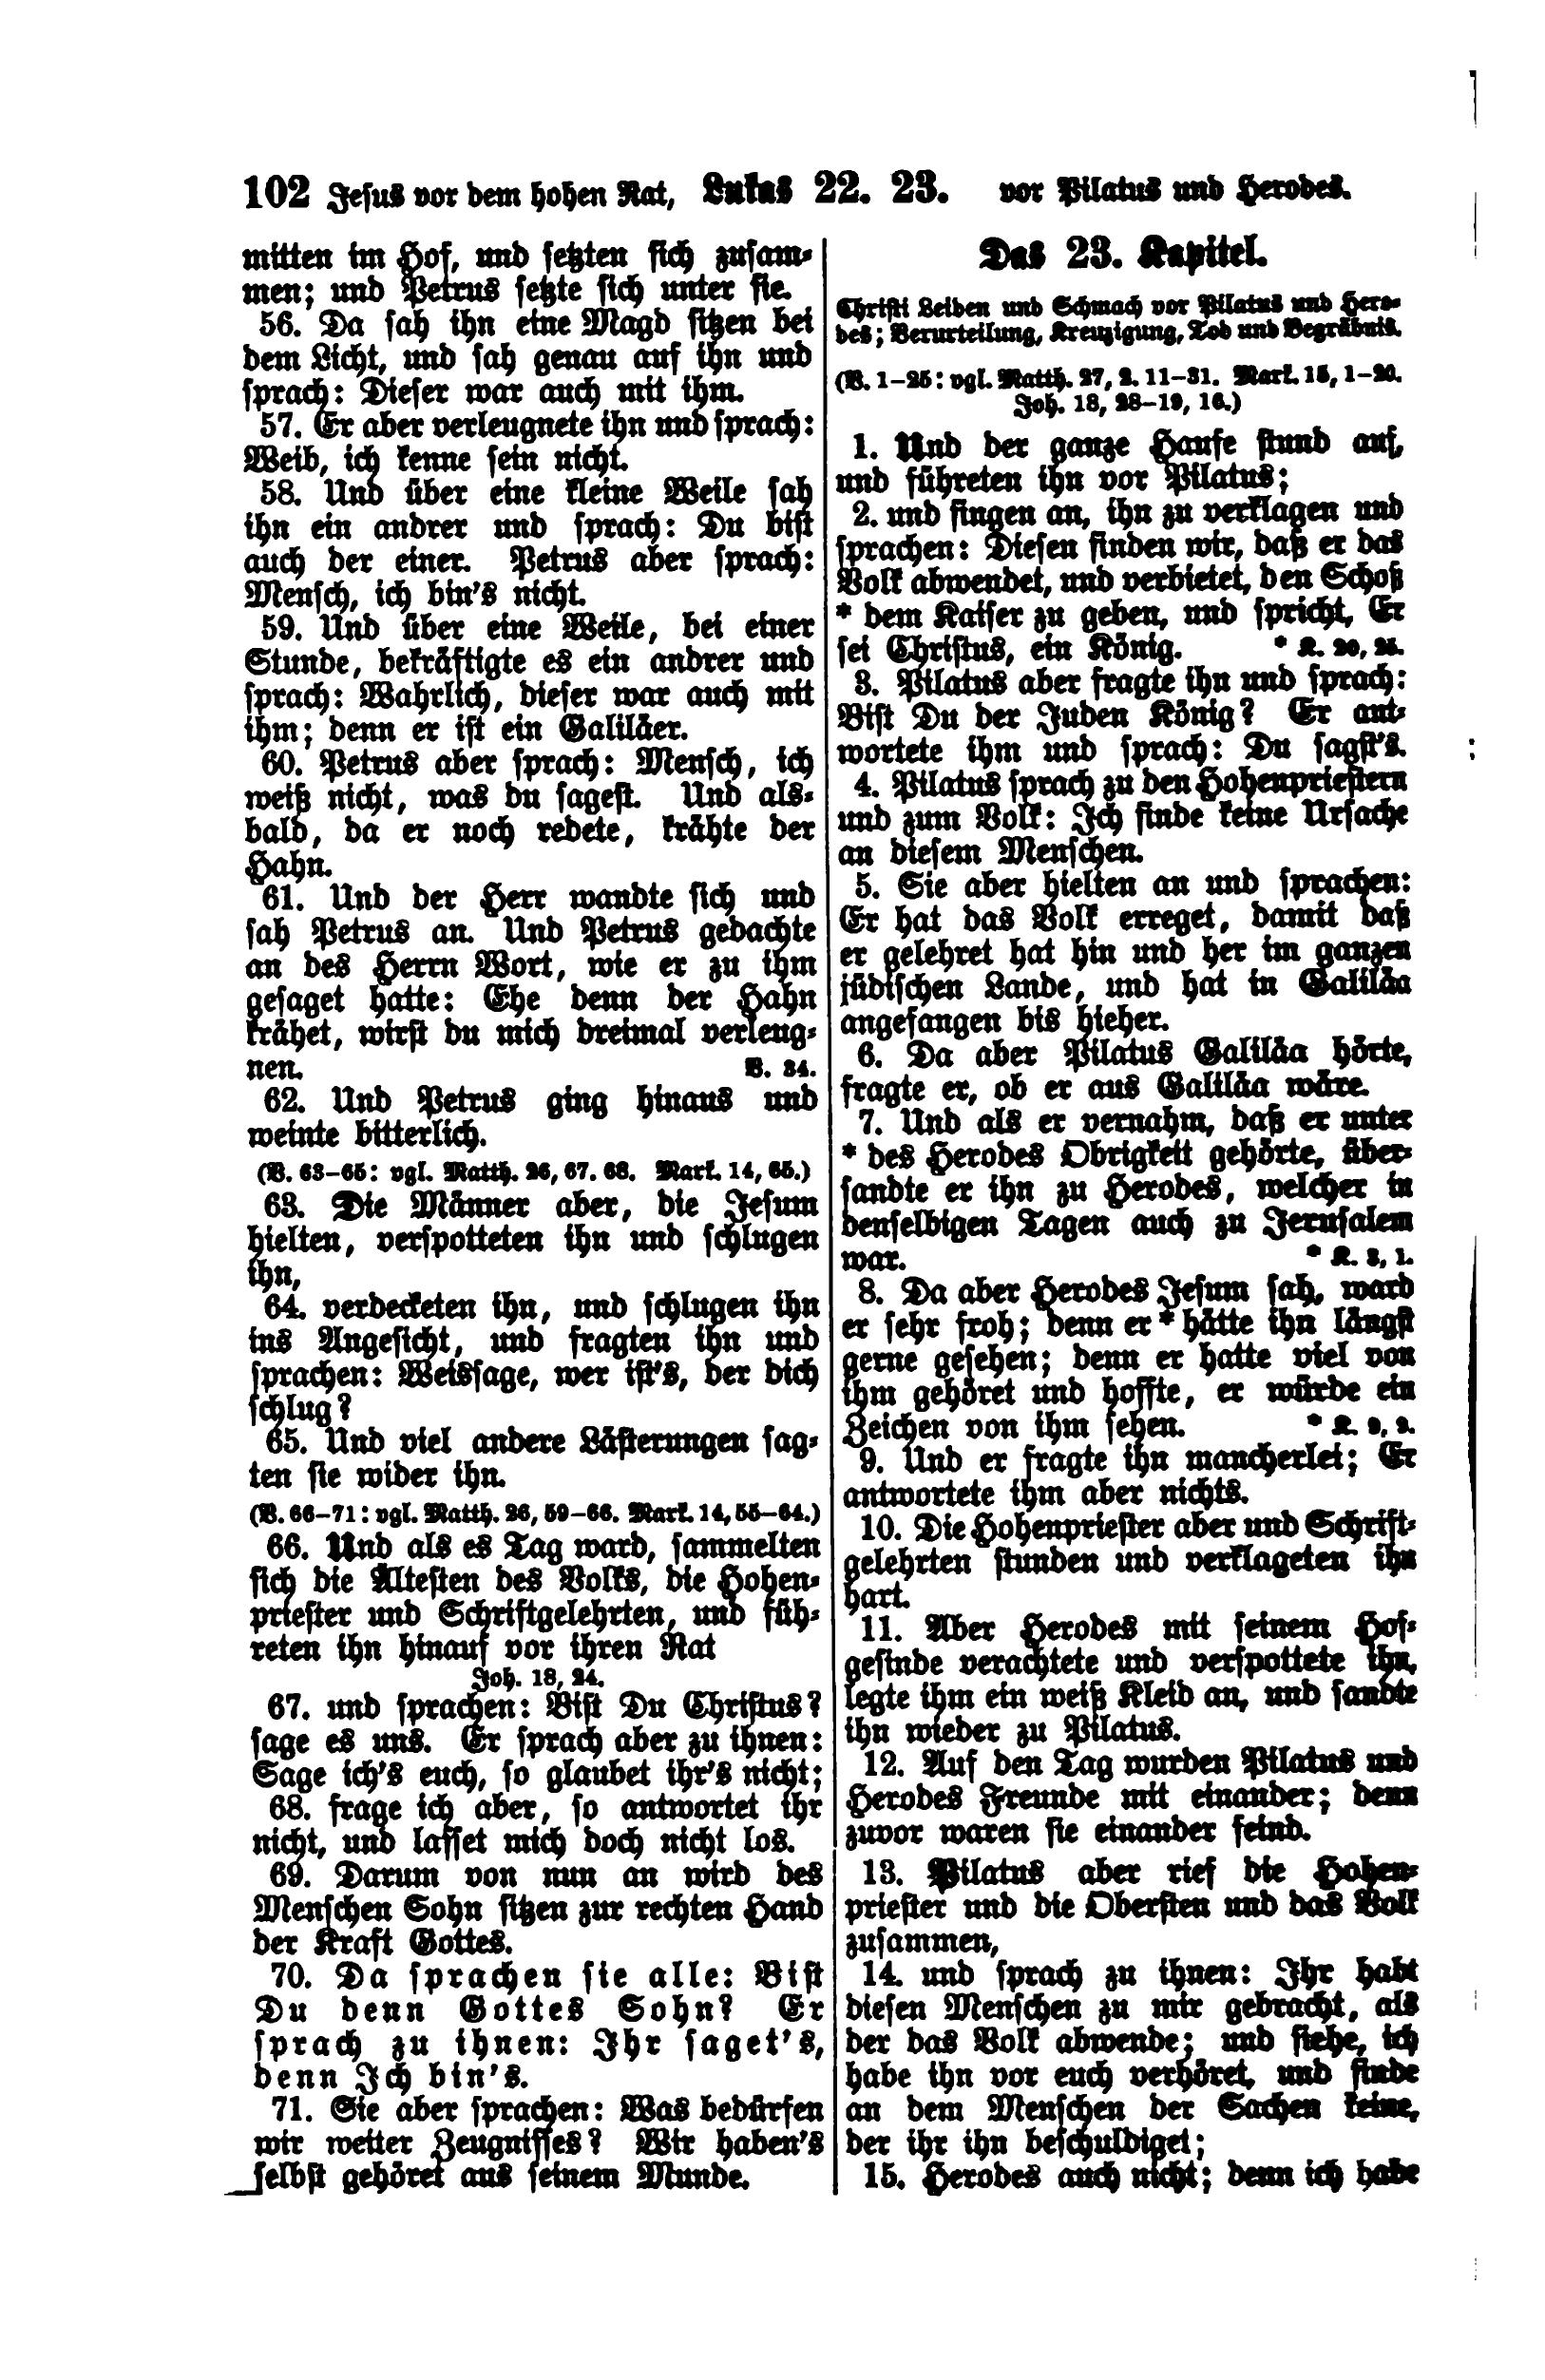 102 Jesus vor dem hohen Rat, Lukas 22. 23. vor Pilatus und Herodes.
mitten im Hof, und setzten sich zusam-
men; und Petrus setzte sich unter sie.
56. Da sah ihn eine Magd sitzen bei
dem Licht, und sah genau auf ihn und
sprach: Dieser war auch mit ihm.
57. Er aber verleugnete ihn und sprach:
Weib, ich kenne sein nicht.
58. Und über eine kleine Weile sah
ihn ein andrer und sprach: Du bist
auch der einer. Petrus aber sprach:
Mensch, ich bin's nicht.
59. Und über eine Weile, bei einer
Stunde, bekräftigte es ein andrer und
sprach: Wahrlich, dieser war auch mit
ihm; denn er ist ein Galiläer.
60. Petrus aber sprach: Mensch, ich
weiß nicht, was du sagest. Und als-
bald, da er noch redete, krähte der
Hahn.
61. Und der Herr wandte sich und
sah Petrus an. Und Petrus gedachte
an des Herrn Wort, wie er zu ihm
gesaget hatte: Ehe denn der Hahn
krähet, wirst du mich dreimal verleug-
nen. V. 34.
62. Und Petrus ging hinaus und
weinte bitterlich.
(V. 63–65: vgl. Matth. 26, 67. 68. Mark. 14, 65.)
63. Die Männer aber, die Jesum
hielten, verspotteten ihn und schlugen
ihn,
64. verdecketen ihn, und schlugen ihn
ins Angesicht, und fragten ihn und
sprachen: Weissage, wer ist's, der dich
schlug?
65. Und viel andere Lästerungen sag-
ten sie wider ihn.
(V. 66–71: vgl. Matth. 26, 59–66. Mark. 14, 55–64.)
66. Und als es Tag ward, sammelten
sich die Ältesten des Volks, die Hohen-
priester und Schriftgelehrten, und füh-
reten ihn hinauf vor ihren Rat
Joh. 18, 24.
67. und sprachen: Bist Du Christus?
sage es uns. Er sprach aber zu ihnen:
Sage ich's euch, so glaubet ihr's nicht;
68. frage ich aber, so antwortet ihr
nicht, und lasset mich doch nicht los.
69. Darum von nun an wird des
Menschen Sohn sitzen zur rechten Hand
der Kraft Gottes.
70. Da sprachen sie alle: Bist
Du denn Gottes Sohn? Er
sprach zu ihnen: Ihr saget's,
denn Ich bin's.
71. Sie aber sprachen: Was bedürfen
wir weiter Zeugnisses? Wir haben's
selbst gehöret aus seinem Munde.
Das 23. Kapitel.
Christi Leiden und Schmach vor Pilatus und Hero-
des; Verurteilung, Kreuzigung, Tod und Begräbnis.
(V. 1–25: vgl. Matth. 27, 2. 11–31. Mark. 15, 1–20.
Joh. 18, 28–19, 16.)
1. Und der ganze Haufe stund auf,
und führeten ihn vor Pilatus;
2. und fingen an, ihn zu verklagen und
sprachen: Diesen finden wir, daß er das
Volk abwendet, und verbietet, den Schoß
* dem Kaiser zu geben, und spricht, Er
sei Christus, ein König. * K. 20, 25.
3. Pilatus aber fragte ihn und sprach:
Bist Du der Juden König? Er ant-
wortete ihm und sprach: Du sagst's.
4. Pilatus sprach zu den Hohenpriestern
und zum Volk: Ich finde keine Ursache
an diesem Menschen.
5. Sie aber hielten an und sprachen:
Er hat das Volk erreget, damit daß
er gelehret hat hin und her im ganzen
jüdischen Lande, und hat in Galiläa
angefangen bis hieher.
6. Da aber Pilatus Galiläa hörte,
fragte er, ob er aus Galiläa wäre.
7. Und als er vernahm, daß er unter
* des Herodes Obrigkeit gehörte, über-
sandte er ihn zu Herodes, welcher in
denselbigen Tagen auch zu Jerusalem
war. * K. 3, 1.
8. Da aber Herodes Jesum sah, ward
er sehr froh; denn er * hätte ihn längst
gerne gesehen; denn er hatte viel von
ihm gehöret und hoffte, er würde ein
Zeichen von ihm sehen. * K. 9, 9.
9. Und er fragte ihn mancherlei; Er
antwortete ihm aber nichts.
10. Die Hohenpriester aber und Schrift-
gelehrten stunden und verklageten ihn
hart.
11. Aber Herodes mit seinem Hof-
gesinde verachtete und verspottete ihn,
legte ihm ein weiß Kleid an, und sandte
ihn wieder zu Pilatus.
12. Auf den Tag wurden Pilatus und
Herodes Freunde mit einander; denn
zuvor waren sie einander feind.
13. Pilatus aber rief die Hohen-
priester und die Obersten und das Volk
zusammen,
14. und sprach zu ihnen: Ihr habt
diesen Menschen zu mir gebracht, als
der das Volk abwende; und siehe, ich
habe ihn vor euch verhöret, und finde
an dem Menschen der Sachen keine,
der ihr ihn beschuldiget;
15. Herodes auch nicht; denn ich habe